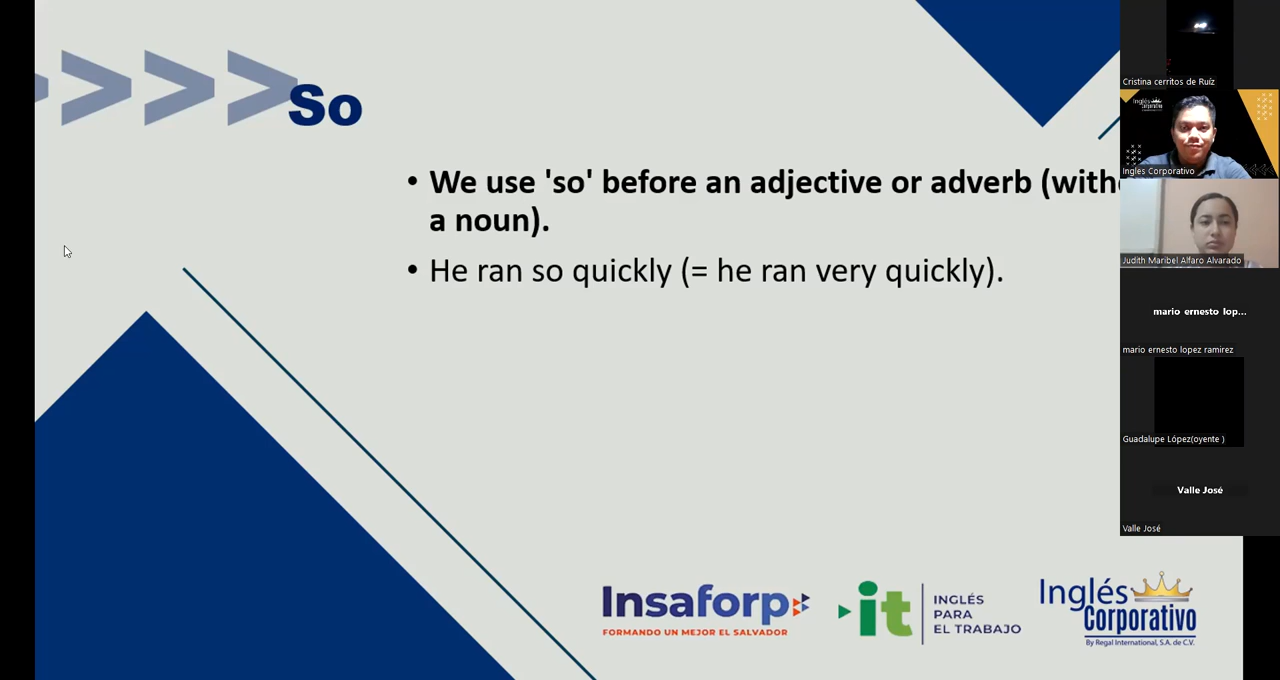 So
• We use 'so' before an adjective or adverb (with
a noun).
• He ran so quickly (= he ran very quickly).
Cristina cerritos de Ruíz
Inglés Corporativo
Ingles Corporativo
Judith Maribel Alfaro Alvarado
mario ernesto lop...
mario ernesto lopez ramirez
Guadalupe López(oyente )
Valle José
Valle José
Insaforp
FORMANDO UN MEJOR EL SALVADOR
it
INGLÉS
PARA
EL TRABAJO
Inglés
Corporativo
By Regal International, S.A. de C.V.